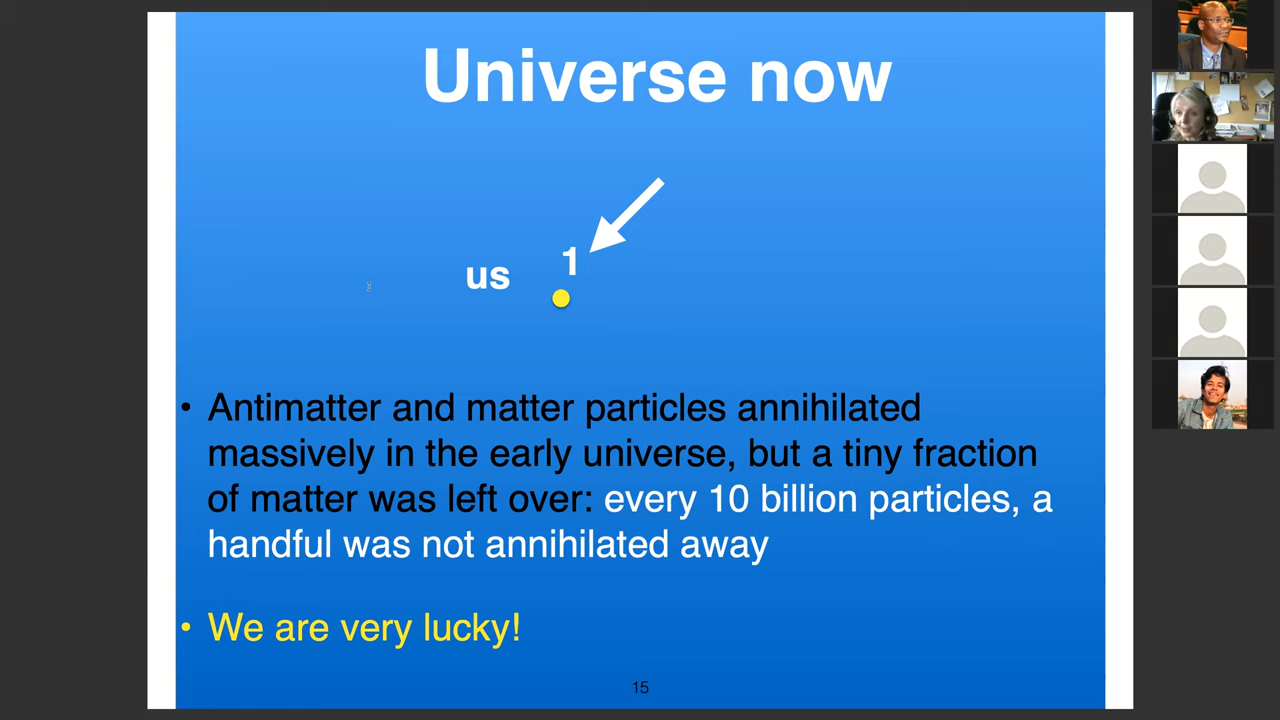 Universe now
1
us
• Antimatter and matter particles annihilated
massively in the early universe, but a tiny fraction
of matter was left over: every 10 billion particles, a
handful was not annihilated away
• We are very lucky!
15